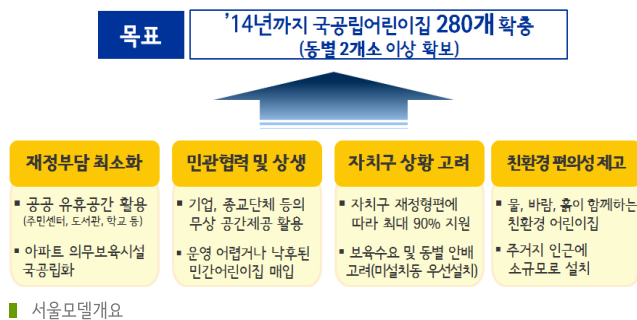 목표
'14년까지 국공립어린이집 280개 확충
(동별 2개소 이상 확보)
재정부담 최소화
▪ 공공 유휴공간 활용
(주민센터, 도서관, 학교 등)
▪ 아파트 의무보육시설
국공립화
민관협력 및 상생
▪ 기업, 종교단체 등의
무상 공간제공 활용
▪ 운영 어렵거나 낙후된
민간어린이집 매입
자치구 상황 고려
▪ 자치구 재정형편에
따라 최대 90% 지원
▪ 보육수요 및 동별 안배
고려(미설치동 우선설치)
친환경 편의성 제고
▪ 물, 바람, 흙이 함께하는
친환경 어린이집
▪ 주거지 인근에
소규모로 설치
서울모델개요